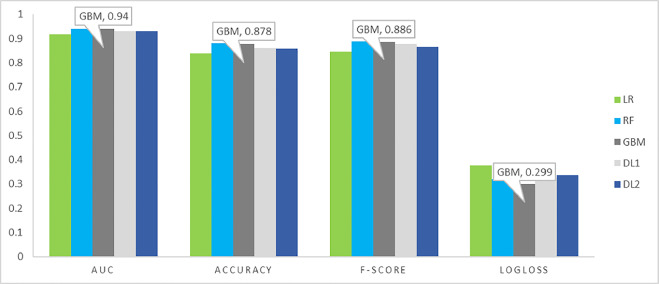 1
0.9
0.8
0.7
0.6
0.5
0.4
0.3
0.2
0.1
0
GBM, 0.94
GBM, 0.878
GBM, 0.886
GBM, 0.299
AUC
ACCURACY
F-SCORE
LOGLOSS
LR
RF
GBM
DL1
DL2